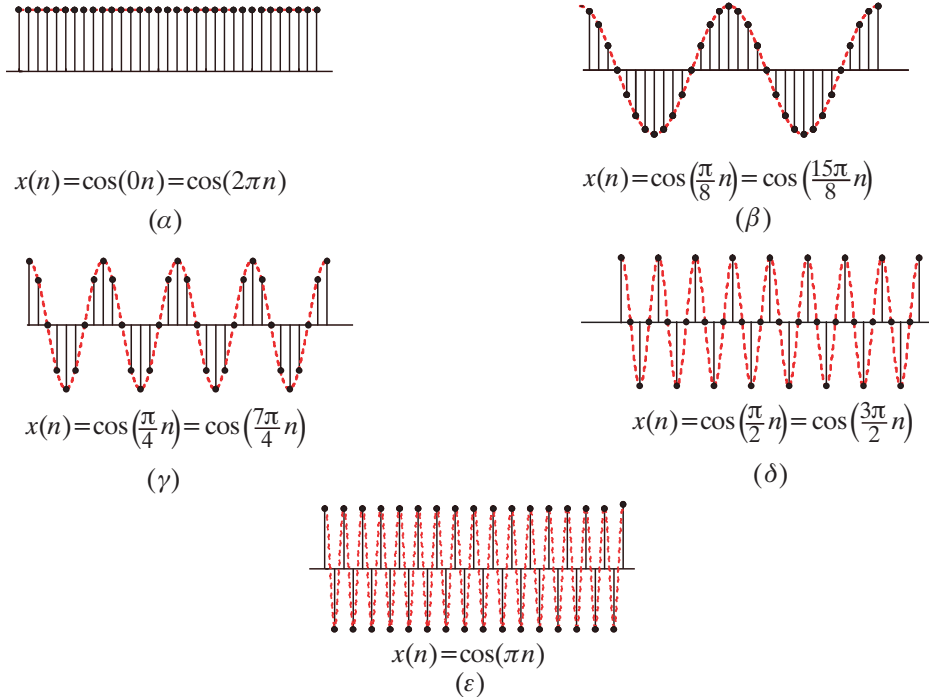 x(n)=cos(0n)=cos(2πn)
(α)
x(n)=cos(π/8 n)=cos(15π/8 n)
(β)
x(n)=cos(π/4 n)=cos(7π/4 n)
(γ)
x(n)=cos(π/2 n)=cos(3π/2 n)
(δ)
x(n)=cos(πn)
(ε)